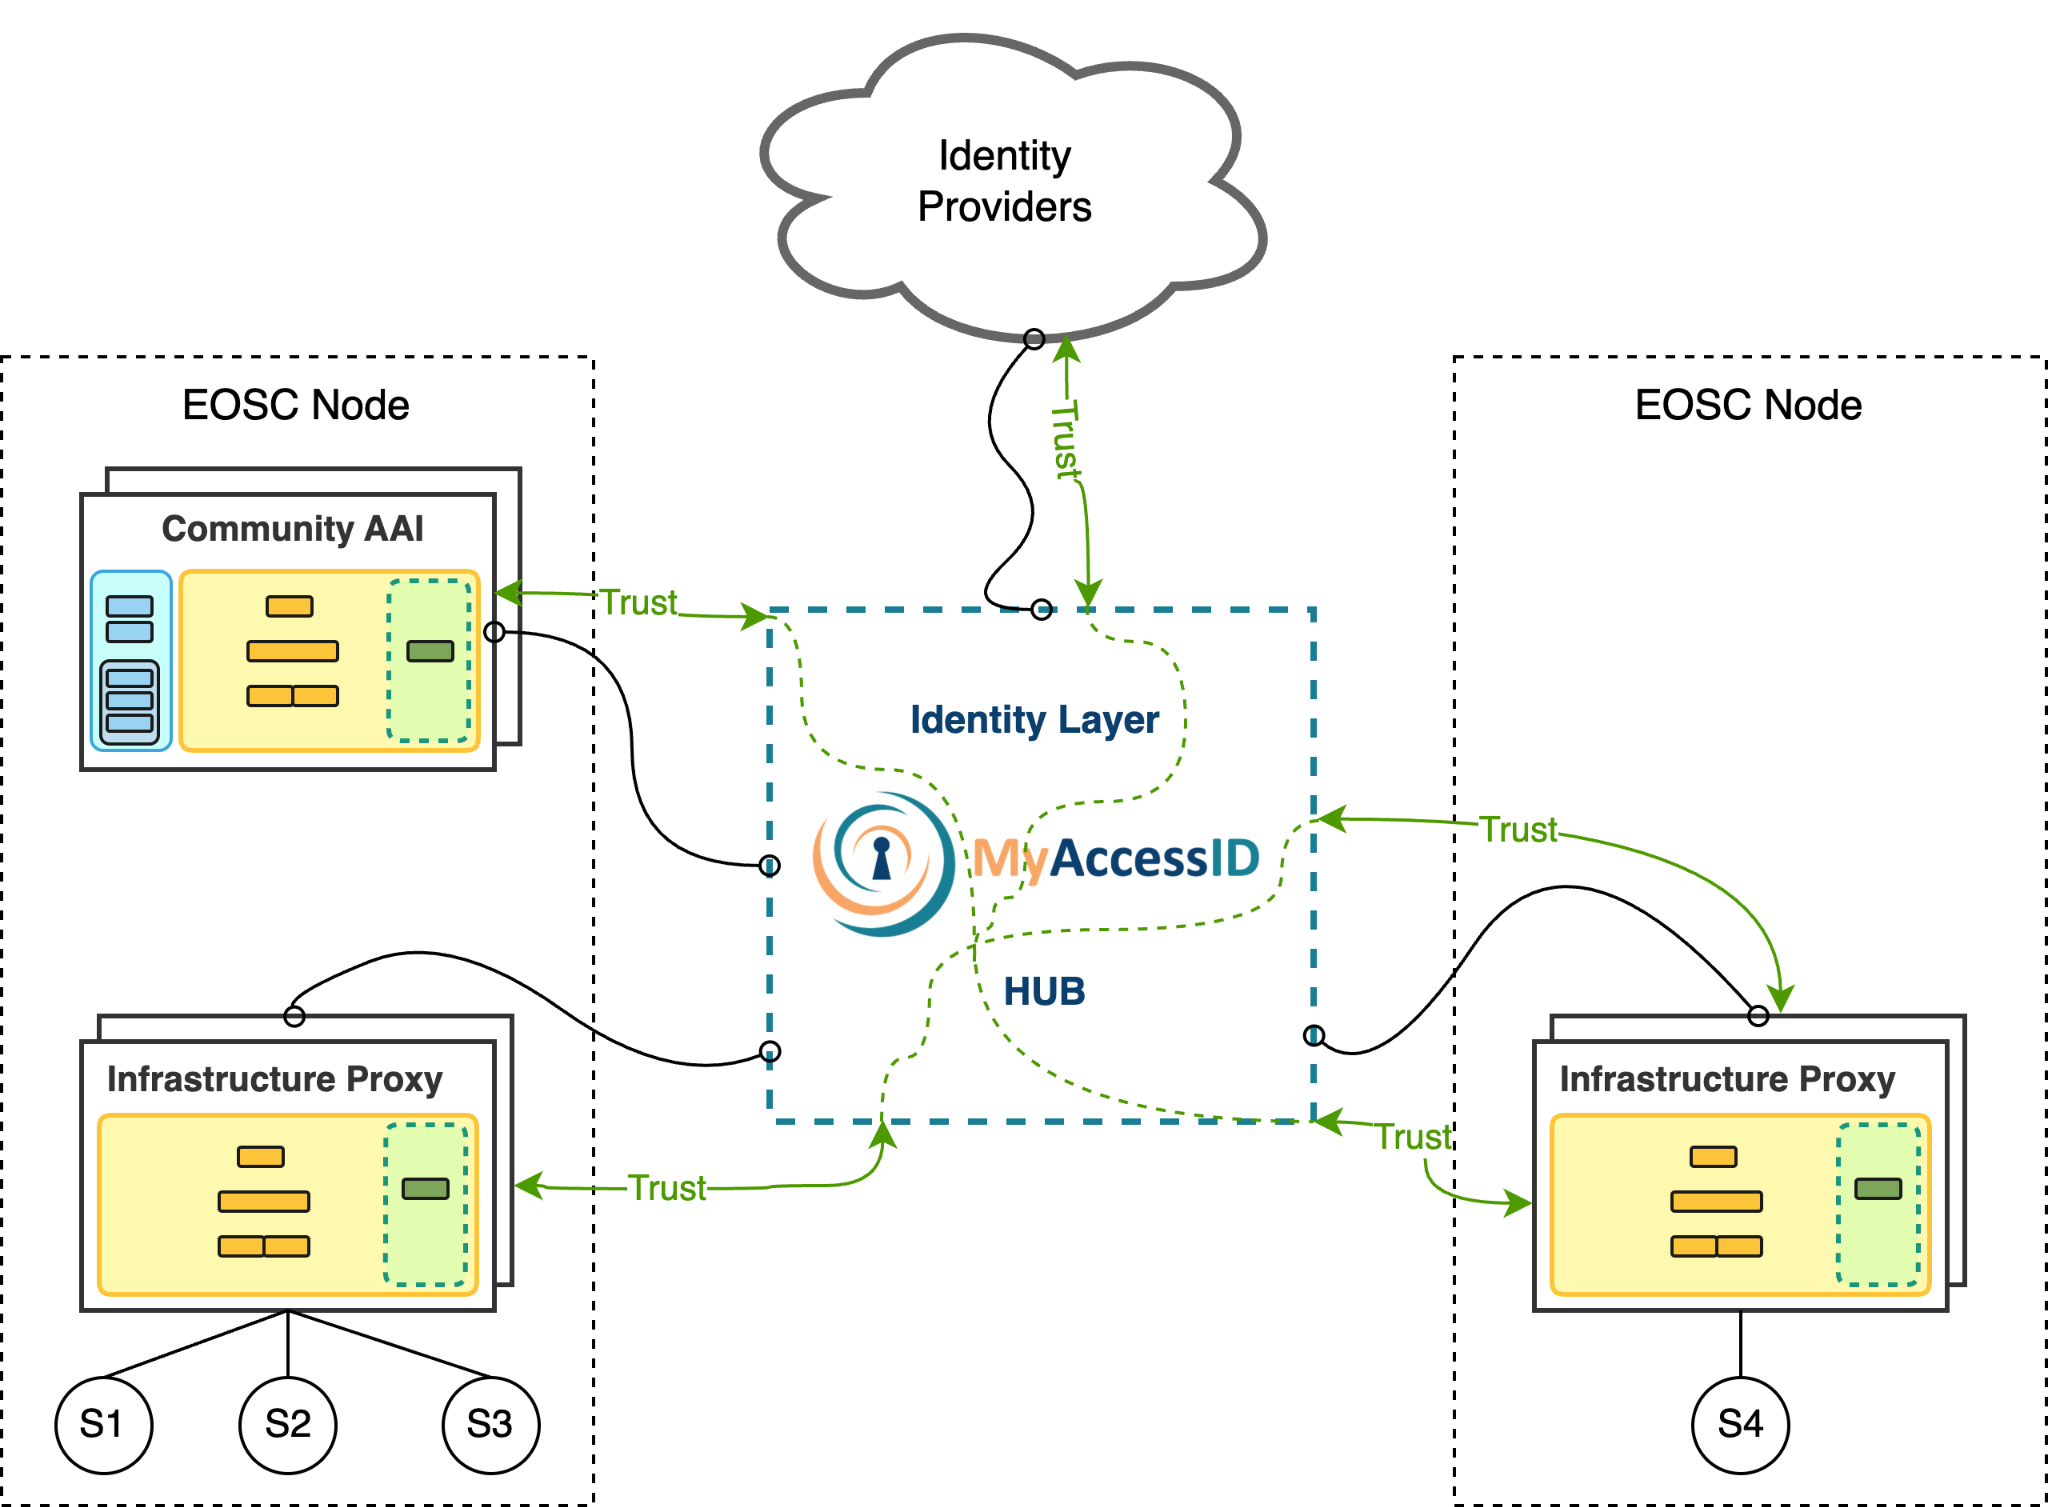 Identity
Providers
EOSC Node
EOSC Node
Trust
Community AAI
Trust
Identity Layer
MyAccessID
Trust
HUB
Infrastructure Proxy
Infrastructure Proxy
Trust
Trust
S1
S2
S3
S4